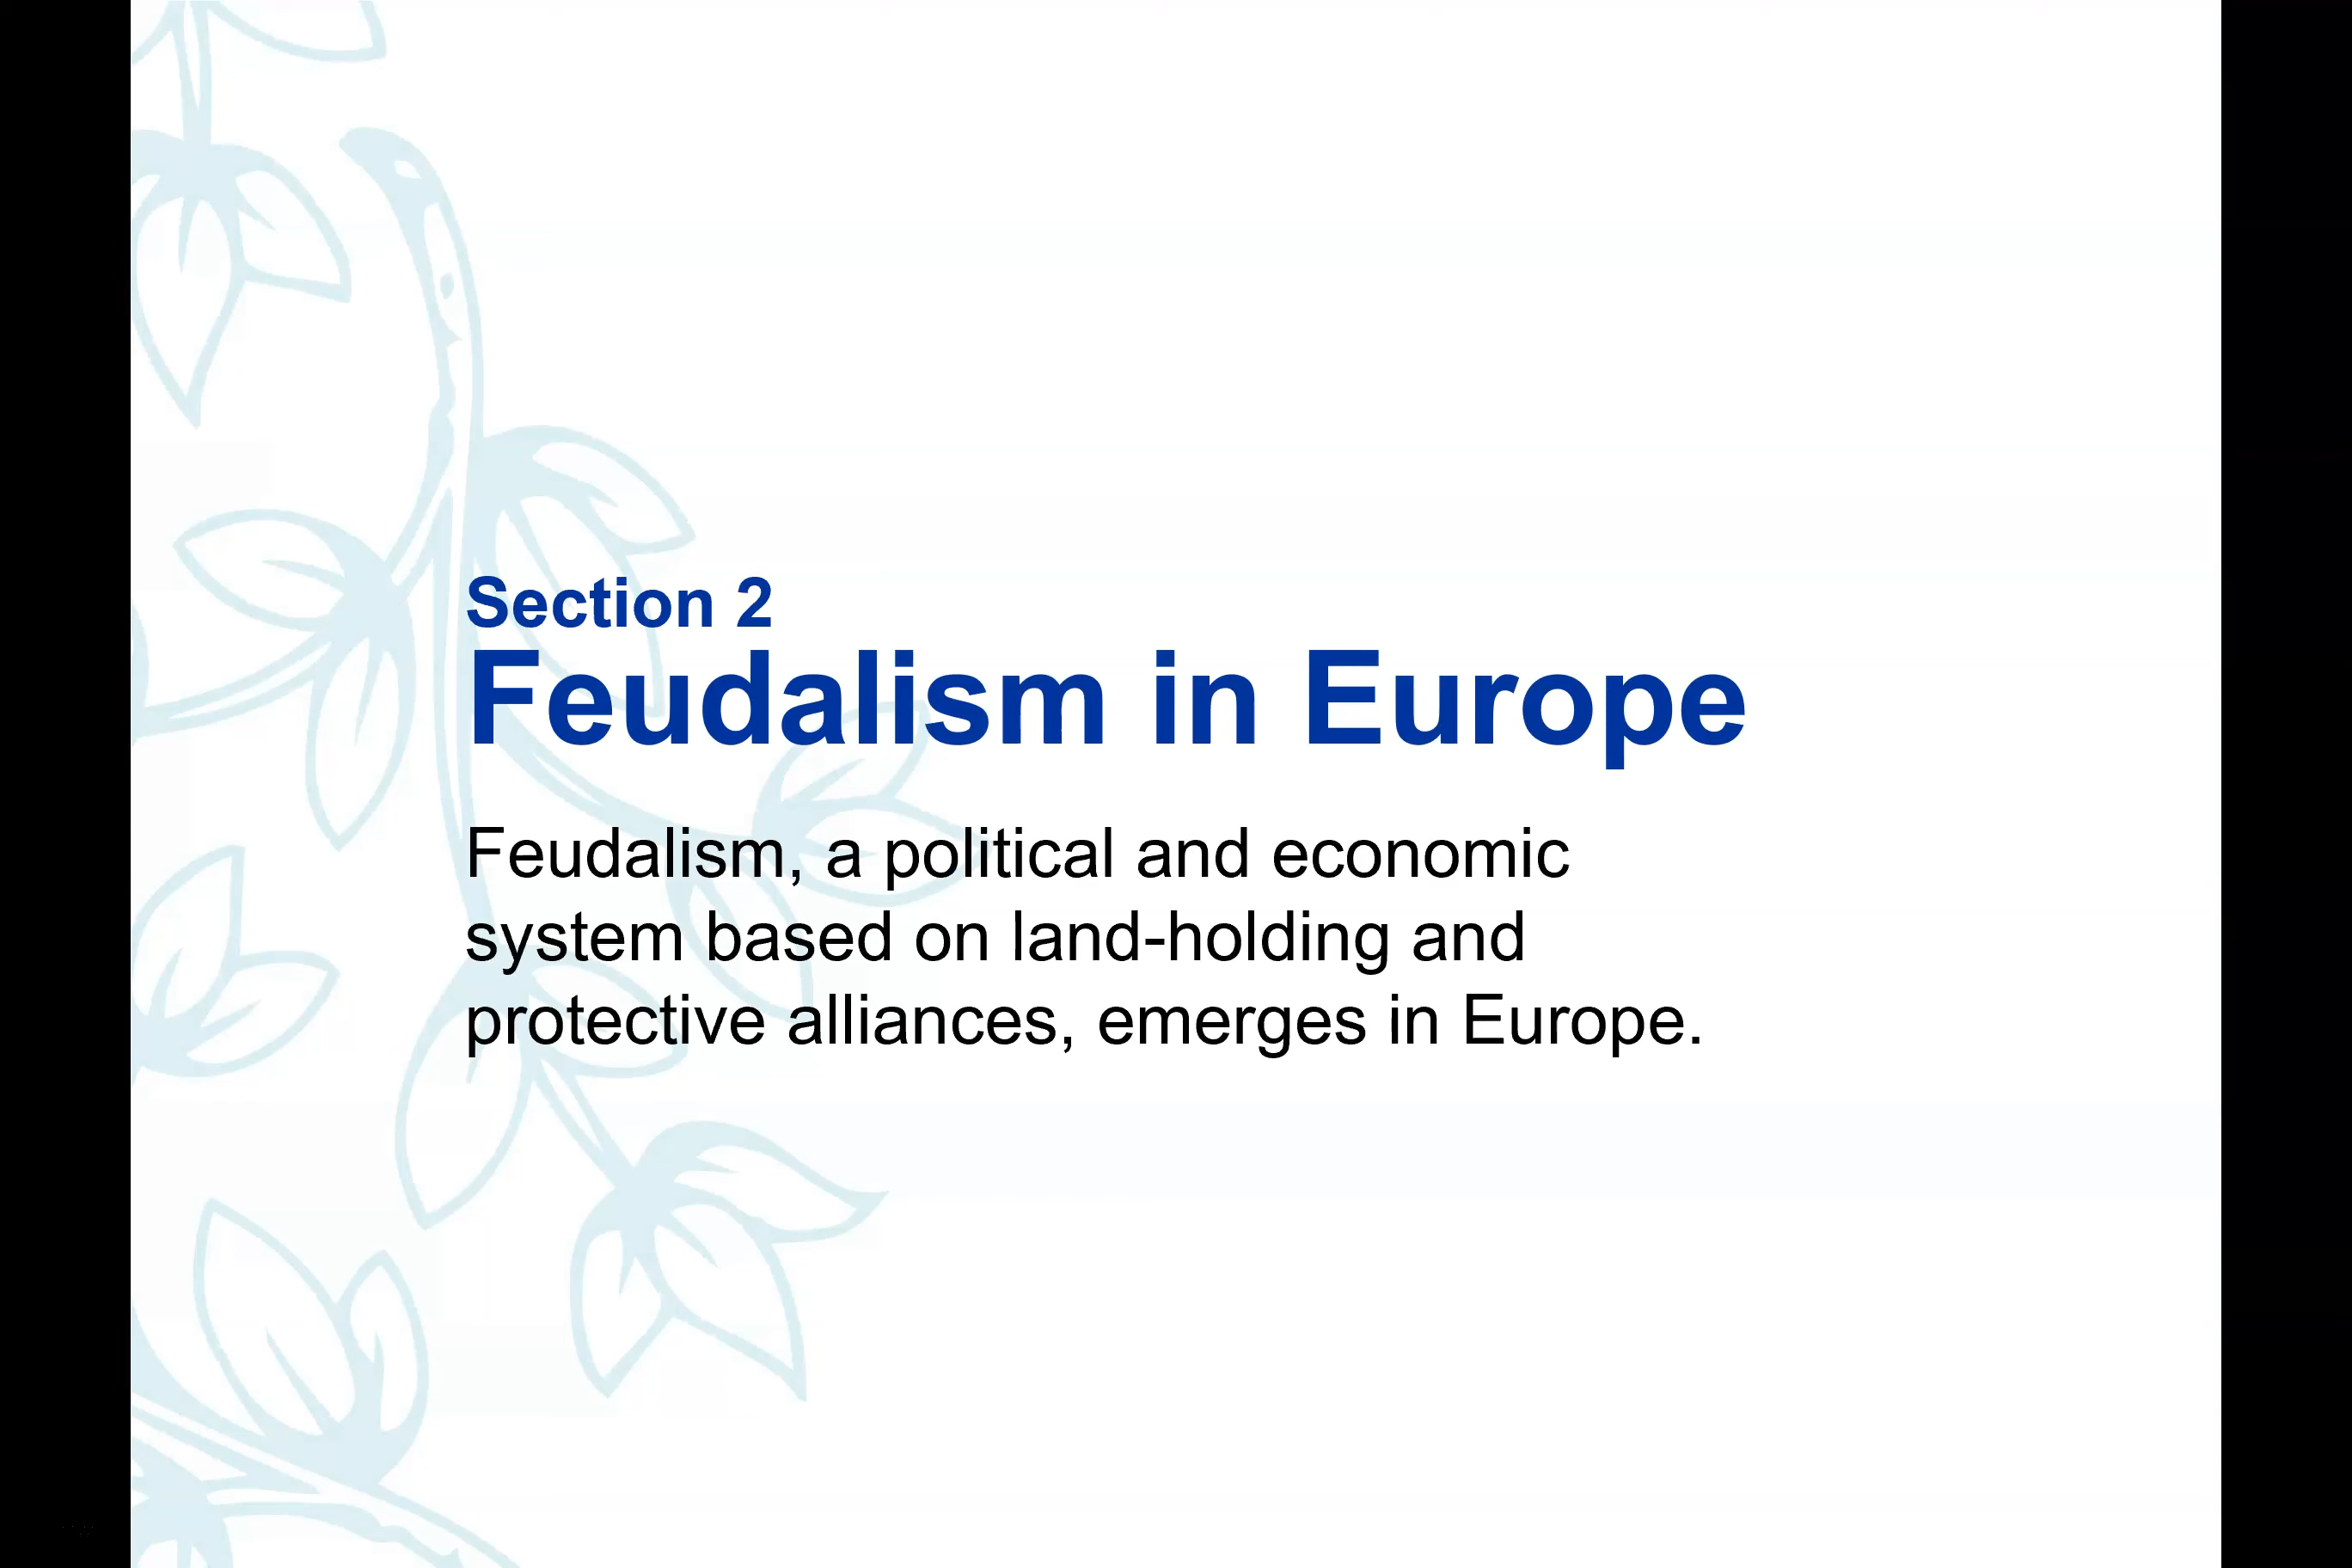 Section 2
Feudalism in Europe
Feudalism, a political and economic
system based on land-holding and
protective alliances, emerges in Europe.